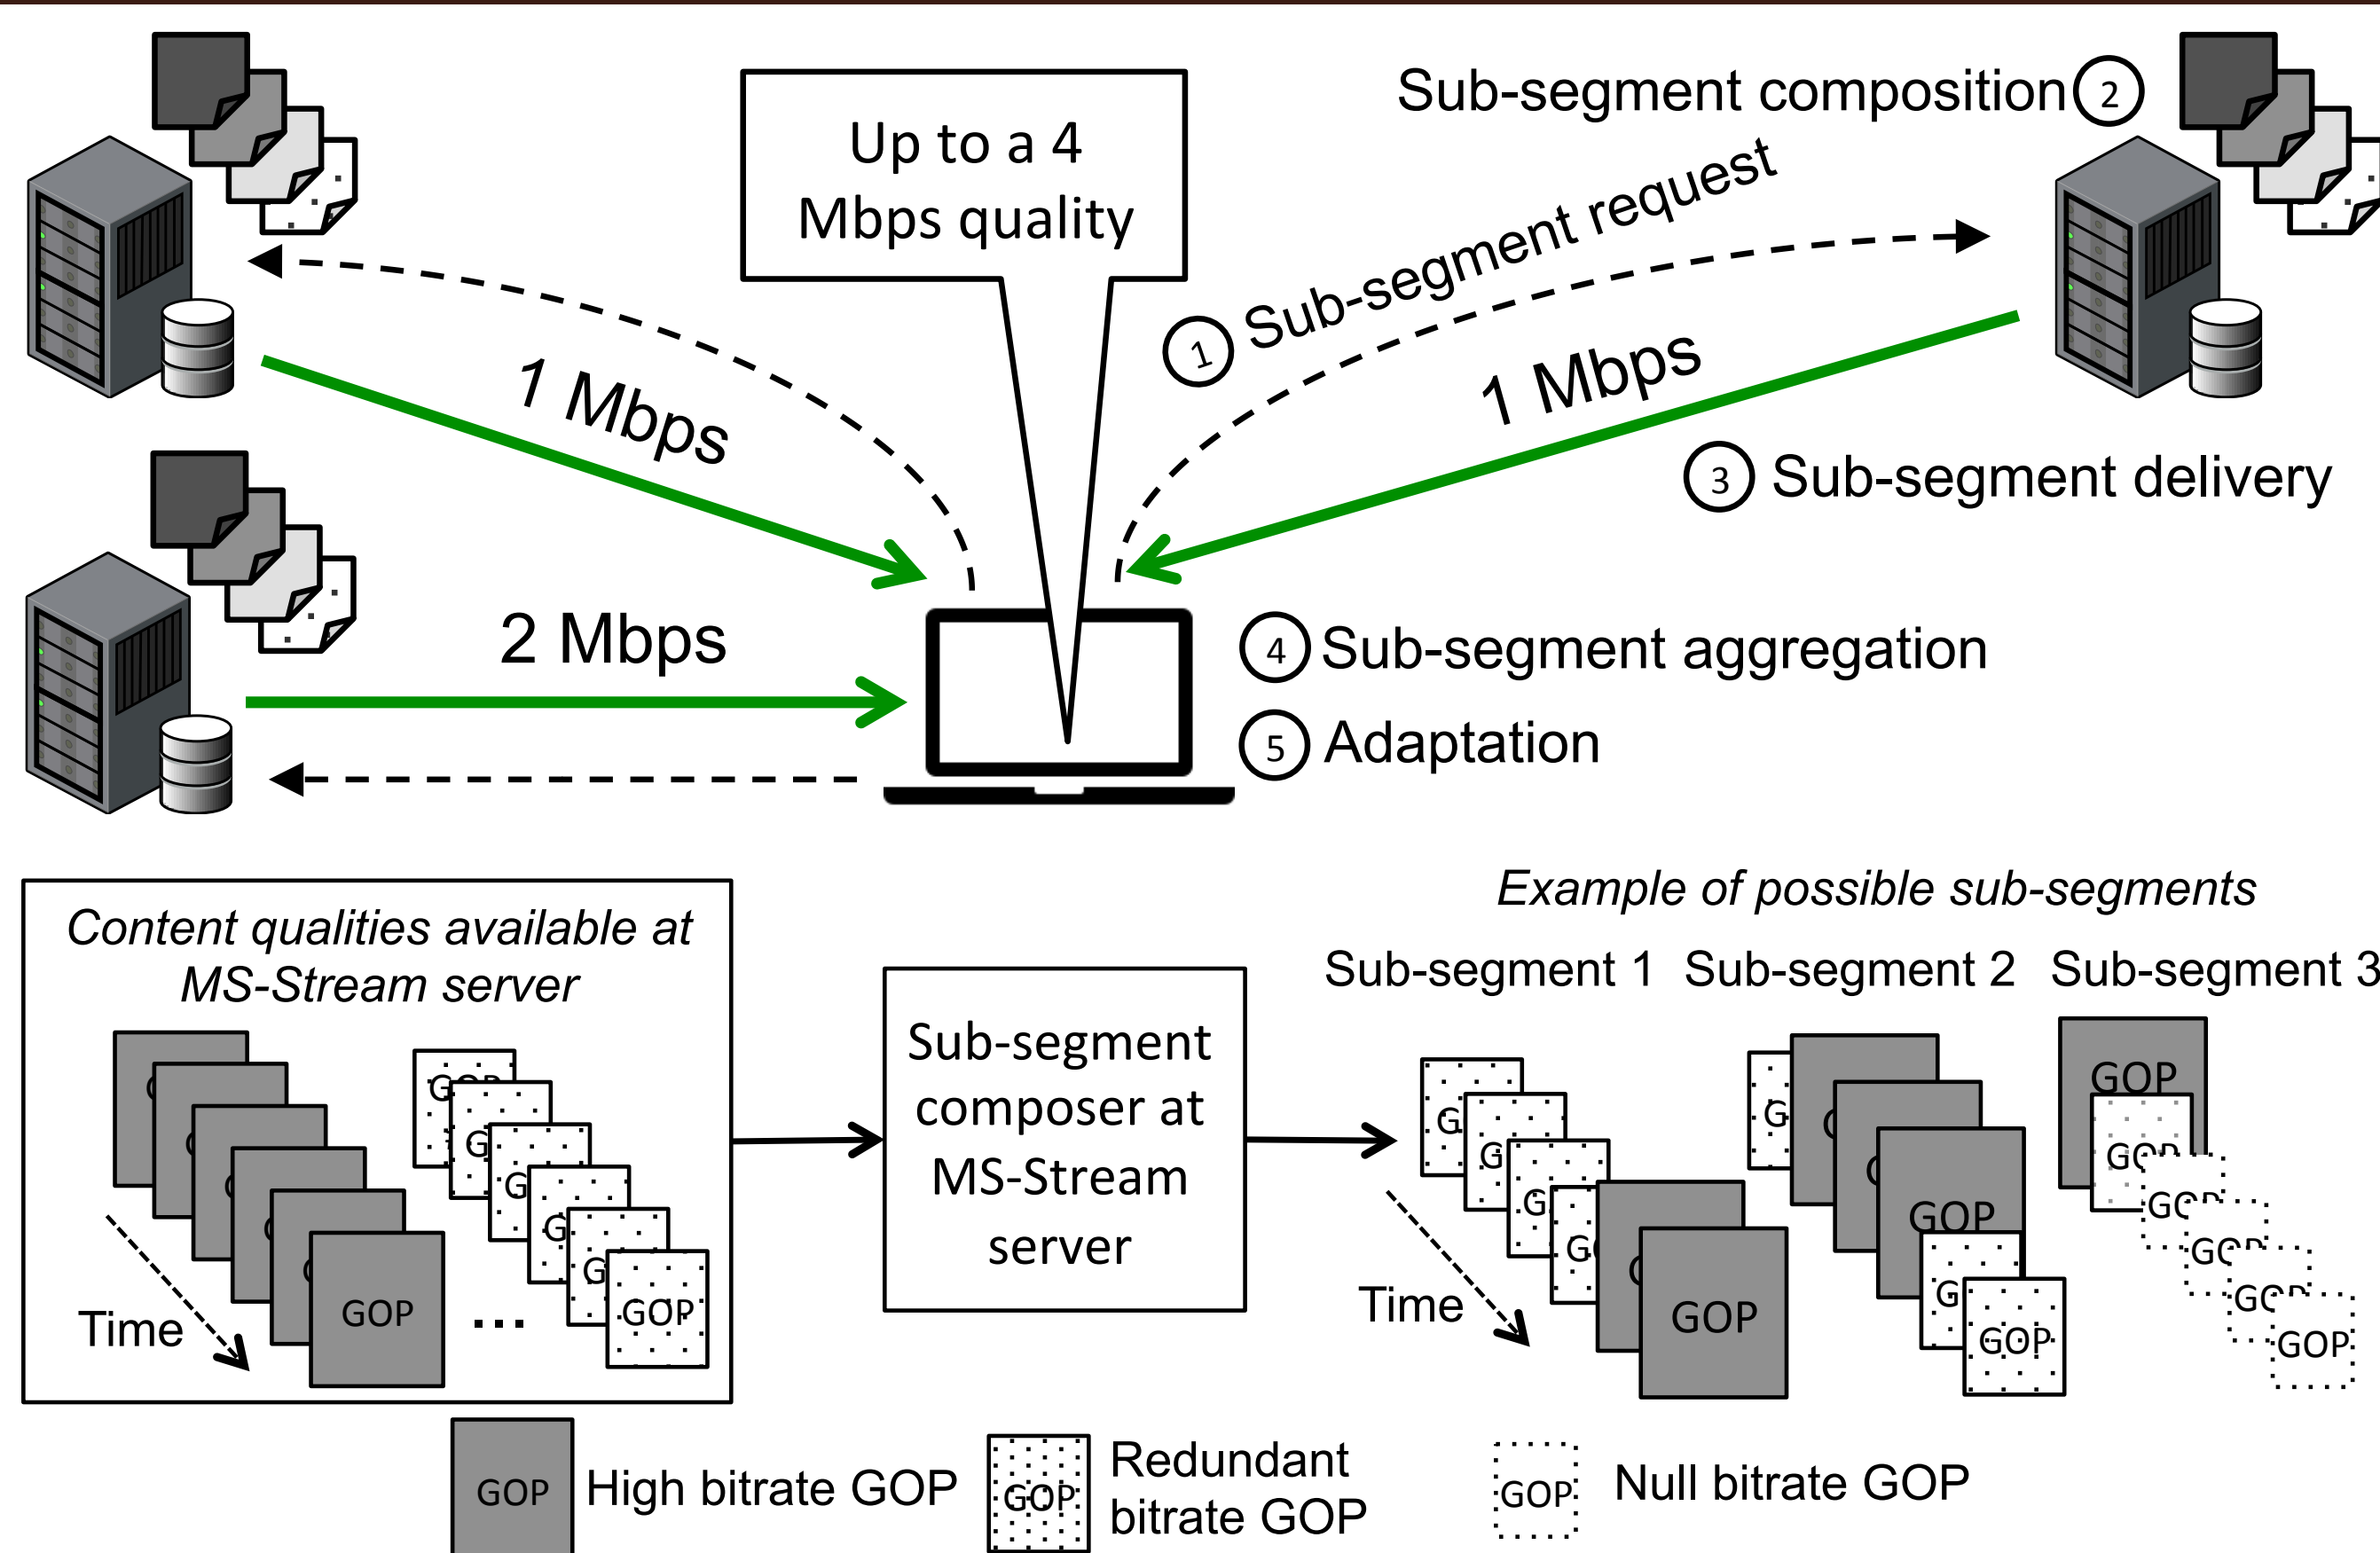 Up to a 4
Mbps quality
Sub-segment composition 2
1 Sub-segment request
1 Mbps
1 Mbps
3 Sub-segment delivery
2 Mbps
4 Sub-segment aggregation
5 Adaptation
Content qualities available at
MS-Stream server
GOP
GOP
GOP
Time
...
Sub-segment
composer at
MS-Stream
server
Example of possible sub-segments
Sub-segment 1 Sub-segment 2 Sub-segment 3
Time
GOP
GOP
GOP
GOP
GOP
GOP
GOP
GOP
GOP
GOP High bitrate GOP
GOP Redundant
bitrate GOP
GOP Null bitrate GOP